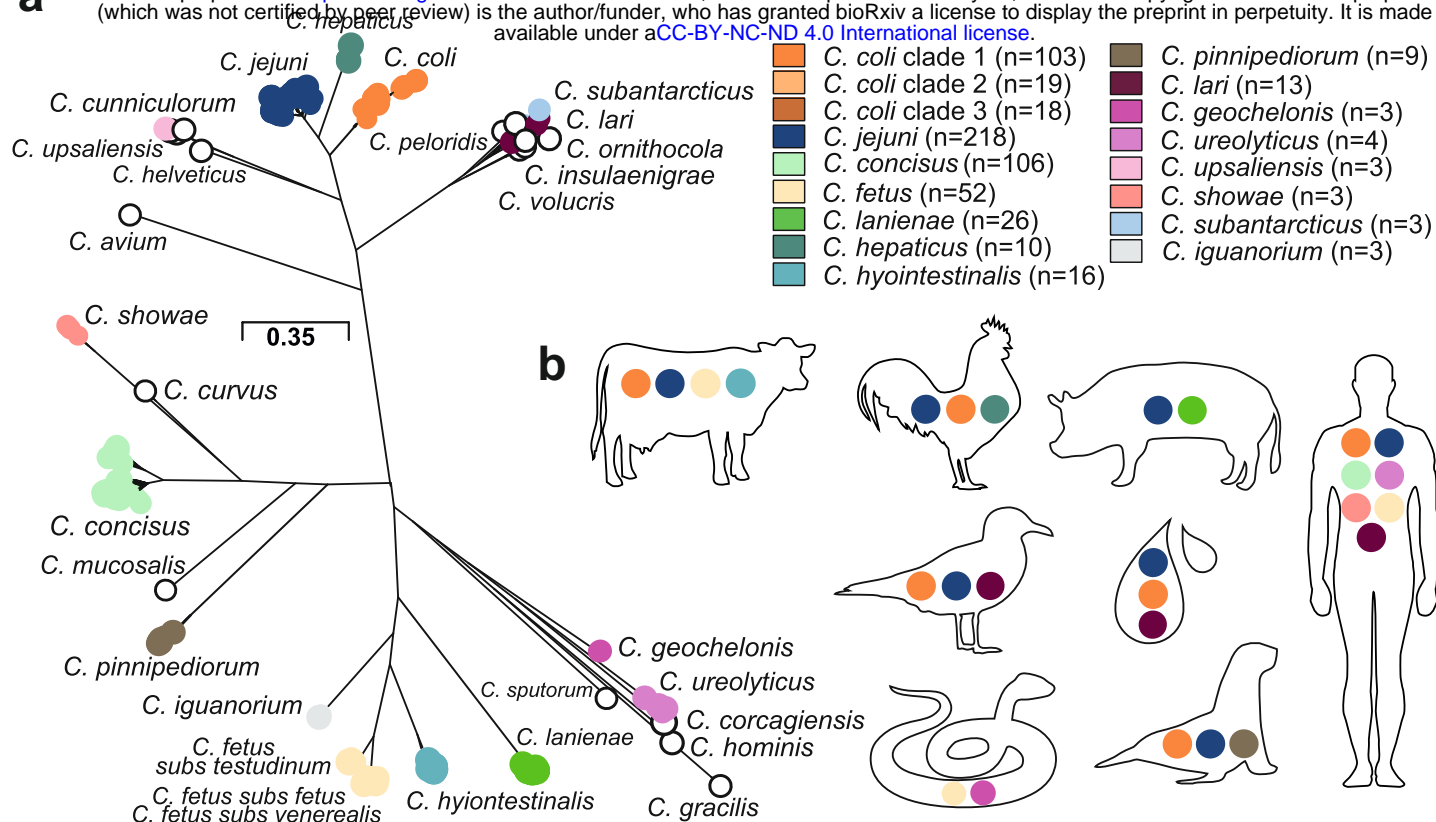 a
(which was not certified by peer review) is the author/funder, who has granted bioRxiv a license to display the preprint in perpetuity. It is made
available under aCC-BY-NC-ND 4.0 International license.
C. hepaticus
C. jejuni
C. coli
C. cunniculorum
C. upsaliensis
C. helveticus
C. avium
C. subantarcticus
C. lari
C. peloridis
C. ornithocola
C. insulaenigrae
C. volucris
C. coli clade 1 (n=103)
C. coli clade 2 (n=19)
C. coli clade 3 (n=18)
C. jejuni (n=218)
C. concisus (n=106)
C. fetus (n=52)
C. lanienae (n=26)
C. hepaticus (n=10)
C. hyointestinalis (n=16)
C. pinnipediorum (n=9)
C. lari (n=13)
C. geochelonis (n=3)
C. ureolyticus (n=4)
C. upsaliensis (n=3)
C. showae (n=3)
C. subantarcticus (n=3)
C. iguanorium (n=3)
C. showae
0.35
C. curvus
C. concisus
C. mucosalis
C. pinnipediorum
C. iguanorium
C. fetus
subs testudinum
C. fetus subs fetus
C. fetus subs venerealis
C. hyiontestinalis
C. lanienae
C. sputorum
C. geochelonis
C. ureolyticus
C. corcagiensis
C. hominis
C. gracilis
b